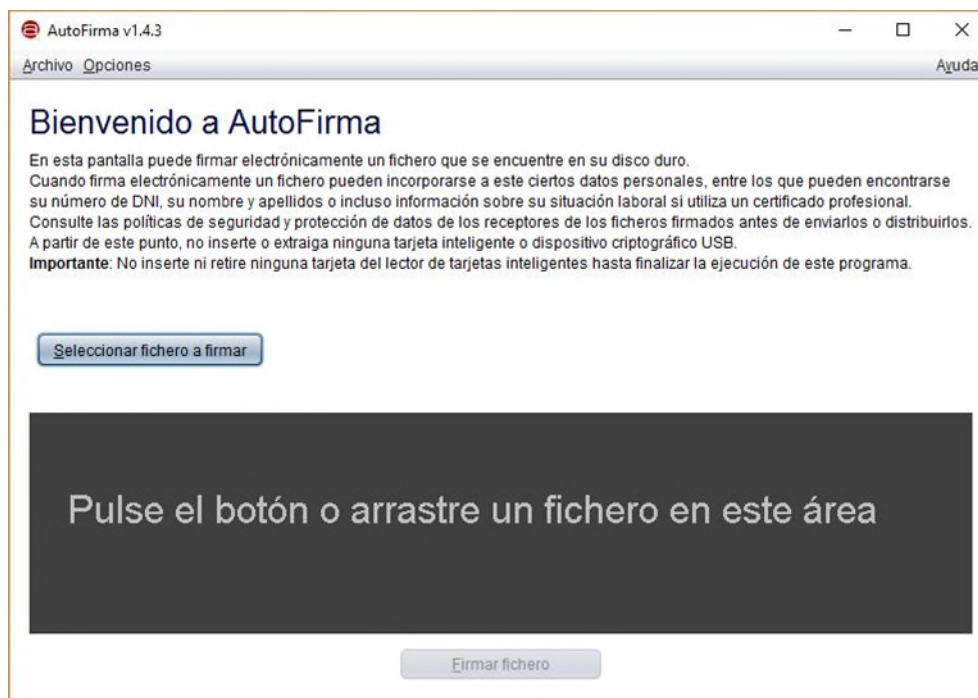 AutoFirma v1.4.3
Archivo Opciones Ayuda
Bienvenido a AutoFirma
En esta pantalla puede firmar electrónicamente un fichero que se encuentre en su disco duro.
Cuando firma electrónicamente un fichero pueden incorporarse a este ciertos datos personales, entre los que pueden encontrarse
su número de DNI, su nombre y apellidos o incluso información sobre su situación laboral si utiliza un certificado profesional.
Consulte las políticas de seguridad y protección de datos de los receptores de los ficheros firmados antes de enviarlos o distribuirlos.
A partir de este punto, no inserte o extraiga ninguna tarjeta inteligente o dispositivo criptográfico USB.
Importante: No inserte ni retire ninguna tarjeta del lector de tarjetas inteligentes hasta finalizar la ejecución de este programa.
Seleccionar fichero a firmar
Pulse el botón o arrastre un fichero en este área
Firmar fichero